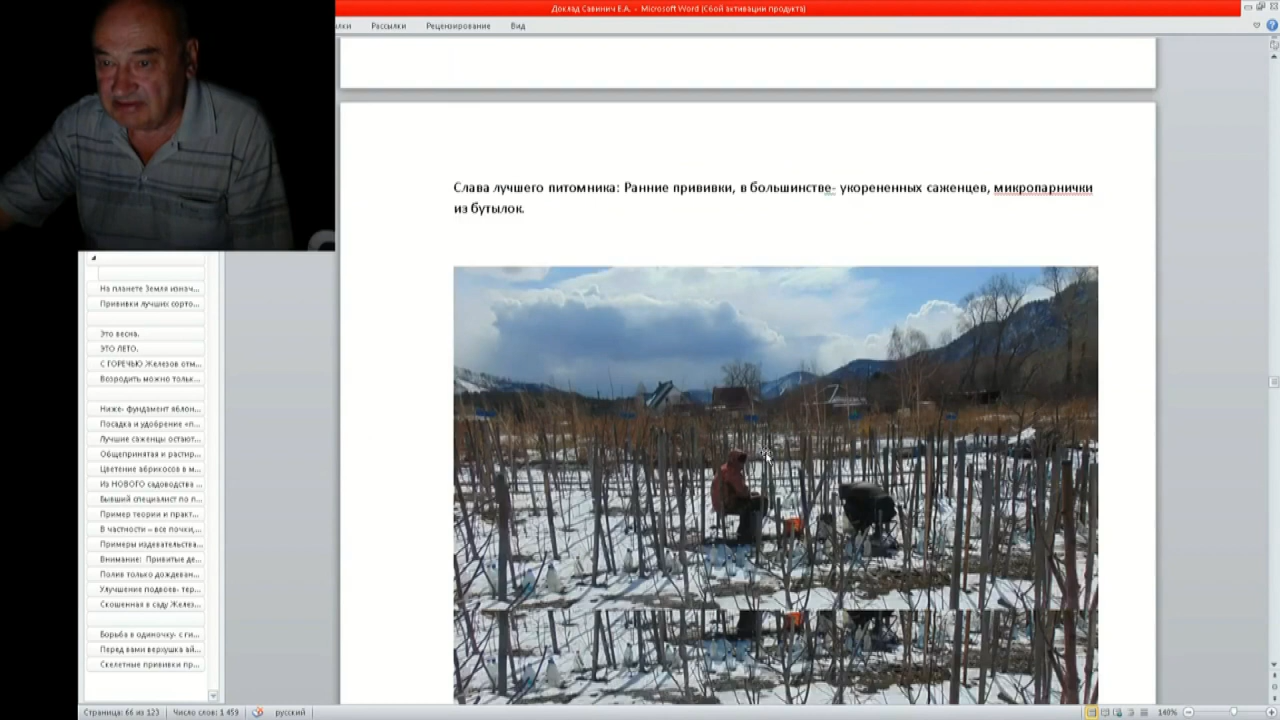 Доклад Савинич Е.А. - Microsoft Word (Сбой активации продукта)
Рассылки Рецензирование Вид
Слава лучшего питомника: Ранние прививки, в большинстве- укорененных саженцев, микропарнички
из бутылок.
На планете Земля изнач...
Прививки лучших сорто...
Это весна.
ЭТО ЛЕТО.
С ГОРЕЧЬЮ Железов отм...
Возродить можно тольк...
Ниже- фундамент яблон...
Посадка и удобрение «п...
Лучшие саженцы остают...
Общепринятая и растир...
Цветение абрикосов в м...
Из НОВОГО садоводства ...
Бывший специалист по п...
Пример теории и практ...
В частности – все почки,...
Примеры издевательства...
Внимание: Привитые де...
Полив только дождеван...
Улучшение подвоев- тер...
Скошенная в саду Желез...
Борьба в одиночку- с ги...
Перед вами верхушка ай...
Скелетные прививки пр...
Страница: 66 из 123 Число слов: 1 459 русский 140%